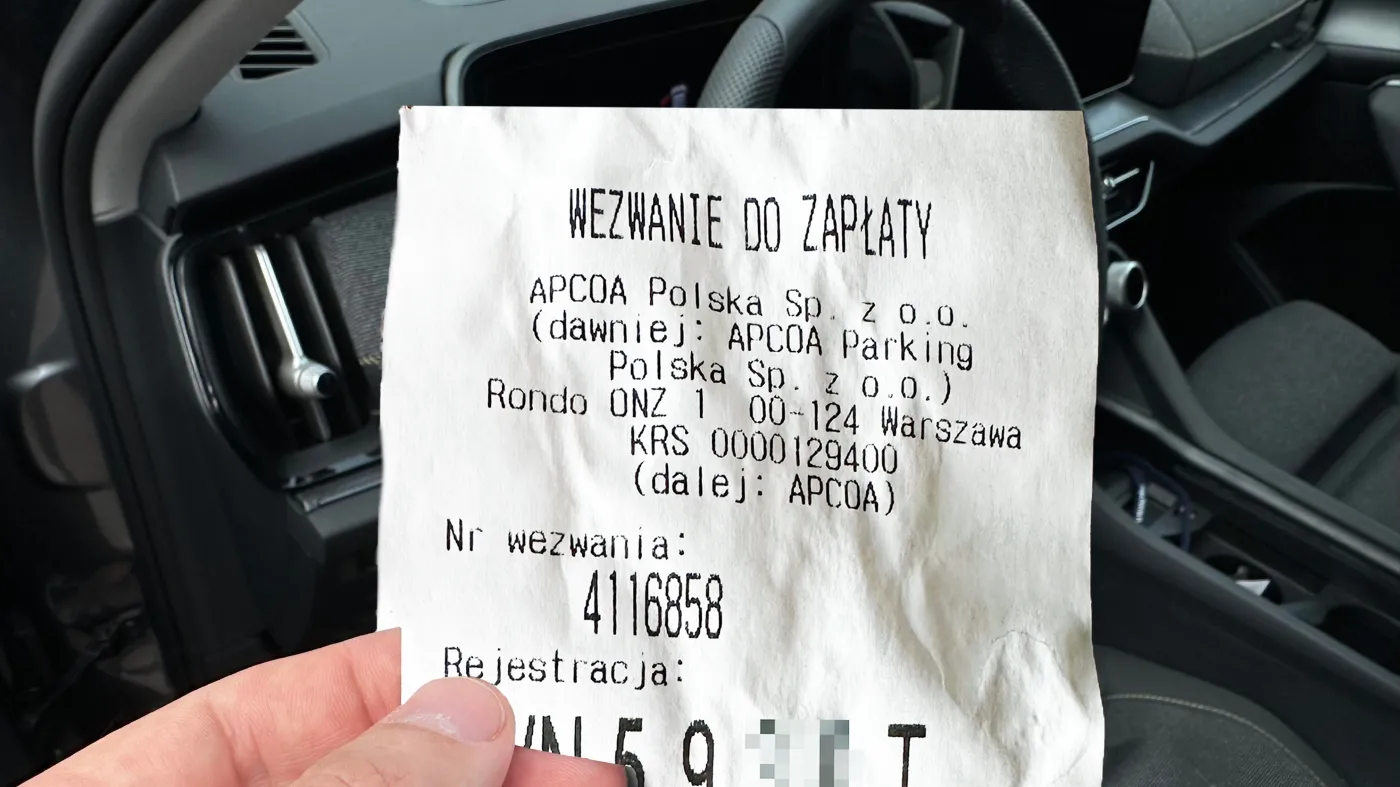 WEZWANIE DO ZAPŁATY
APCOA Polska Sp. z o.o.
(dawniej: APCOA Parking
Polska Sp. z o.o.)
Rondo ONZ 1 00-124 Warszawa
KRS 0000129400
(dalej: APCOA)
Nr wezwania:
4116858
Rejestracja: